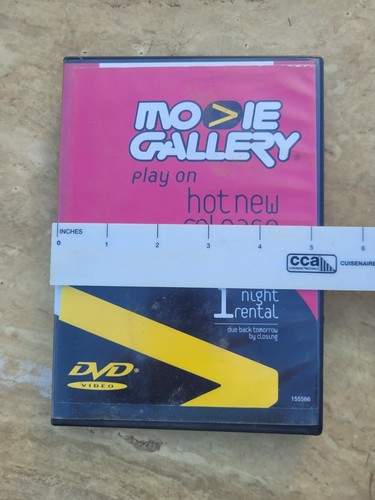 MOVIE
GALLERY®
play on
hot new
release
INCHES
0 1 2 3 4 5 6
cca
CUISENAIRE
1 night
rental
due back tomorrow
by closing
DVD®
VIDEO
155566